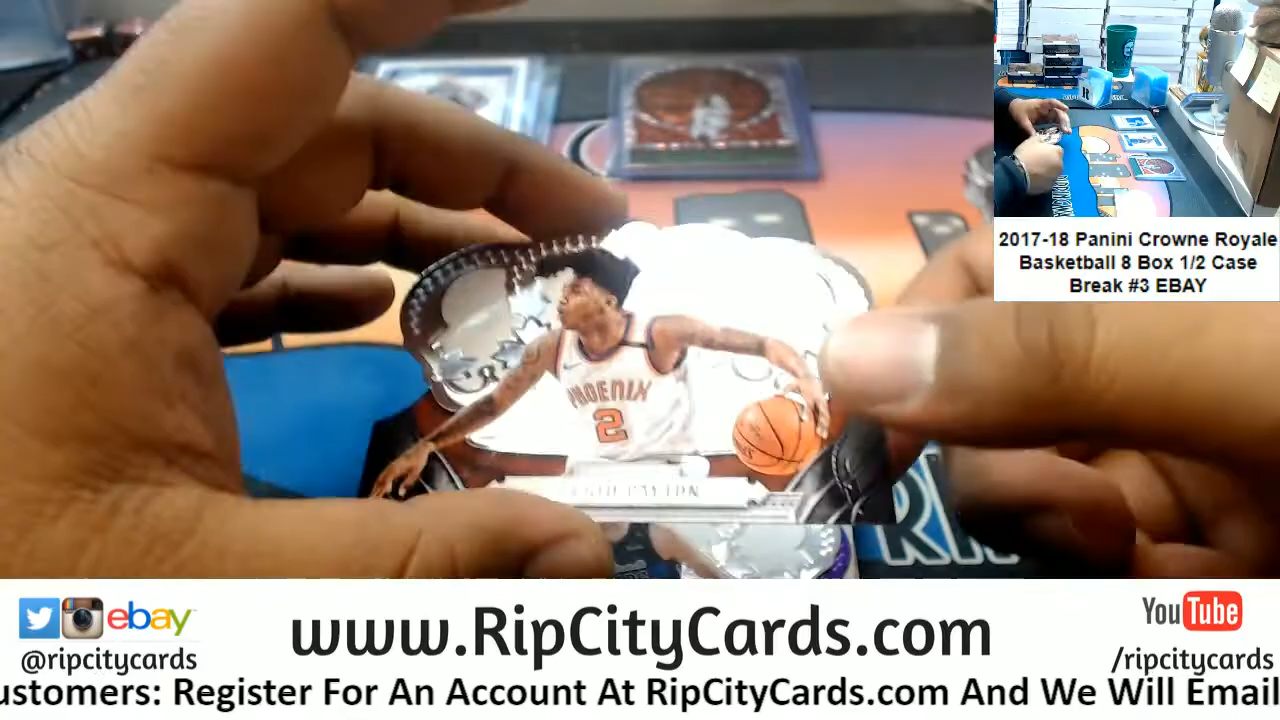 2017-18 Panini Crowne Royale
Basketball 8 Box 1/2 Case
Break #3 EBAY
PHOENIX
2
ebay
@ripcitycards
www.RipCityCards.com
YouTube
/ripcitycards
ustomers: Register For An Account At RipCityCards.com And We Will Email